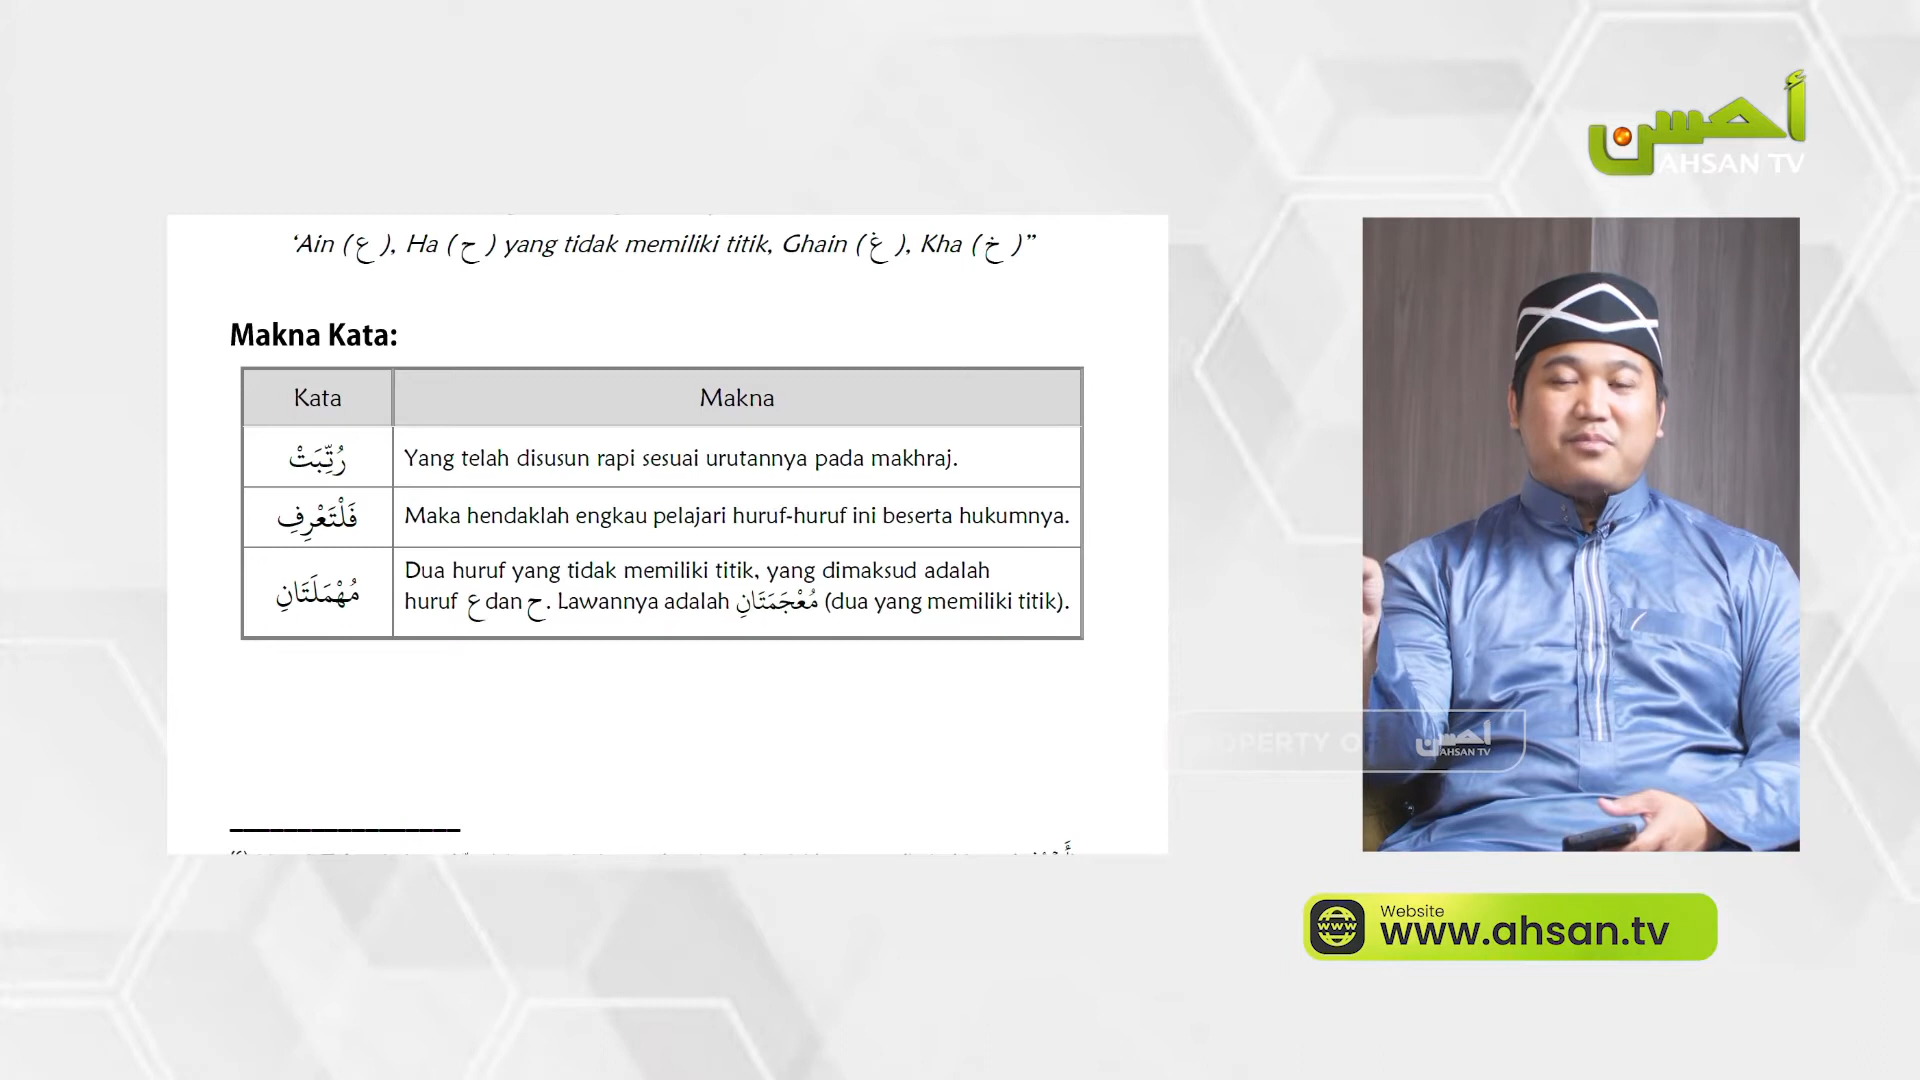 أحسن
AHSAN TV
‘Ain ( ع ), Ha ( ح ) yang tidak memiliki titik, Ghain ( غ ), Kha ( خ )”
Makna Kata:
Kata Makna
رُتِّبَتْ Yang telah disusun rapi sesuai urutannya pada makhraj.
فَلْتَعْرِفِ Maka hendaklah engkau pelajari huruf-huruf ini beserta hukumnya.
مُهْمَلَتَانِ Dua huruf yang tidak memiliki titik, yang dimaksud adalah
huruf ع dan ح. Lawannya adalah مُعْجَمَتَانِ (dua yang memiliki titik).
أحسن
AHSAN TV
Website
www
www.ahsan.tv